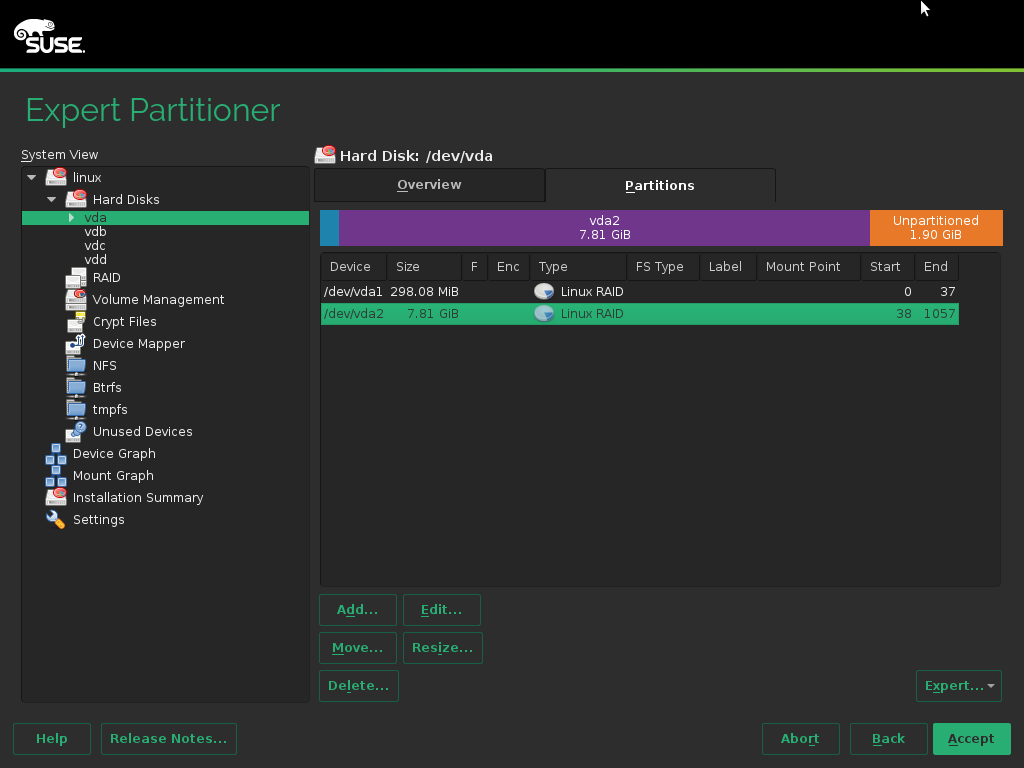 SUSE.
Expert Partitioner
System View
linux
Hard Disks
vda
vdb
vdc
vdd
RAID
Volume Management
Crypt Files
Device Mapper
NFS
Btrfs
tmpfs
Unused Devices
Device Graph
Mount Graph
Installation Summary
Settings
Hard Disk: /dev/vda
Overview Partitions
vda2 Unpartitioned
7.81 GiB 1.90 GiB
Device Size F Enc Type FS Type Label Mount Point Start End
/dev/vda1 298.08 MiB Linux RAID 0 37
/dev/vda2 7.81 GiB Linux RAID 38 1057
Add... Edit...
Move... Resize...
Delete... Expert...
Help Release Notes... Abort Back Accept